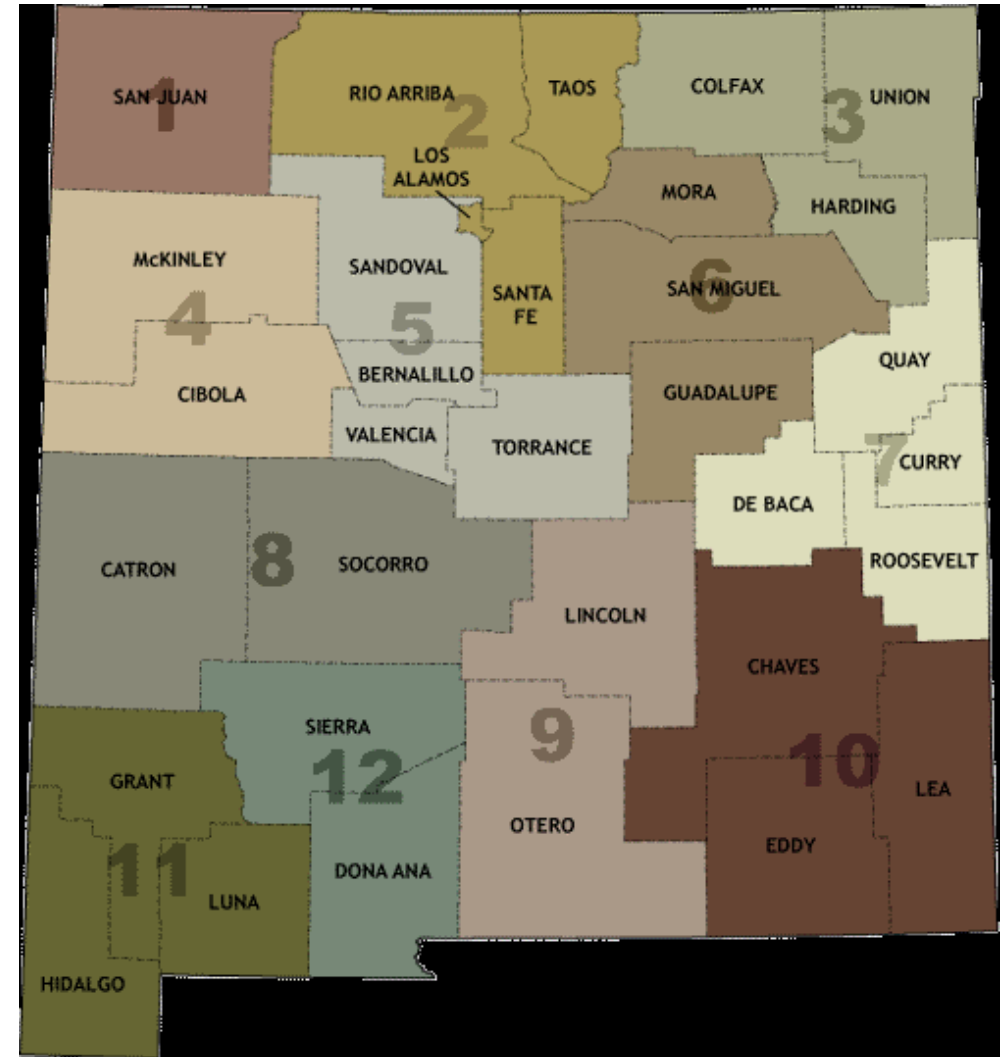 SAN JUAN
1
RIO ARRIBA
2
TAOS
COLFAX
3
UNION
LOS
ALAMOS
MORA
HARDING
McKINLEY
4
SANDOVAL
5
SANTA
FE
SAN MIGUEL
6
QUAY
CIBOLA
BERNALILLO
GUADALUPE
VALENCIA
TORRANCE
7
CURRY
DE BACA
ROOSEVELT
CATRON
8
SOCORRO
LINCOLN
CHAVES
SIERRA
12
9
10
GRANT
LEA
OTERO
EDDY
11
DONA ANA
LUNA
HIDALGO